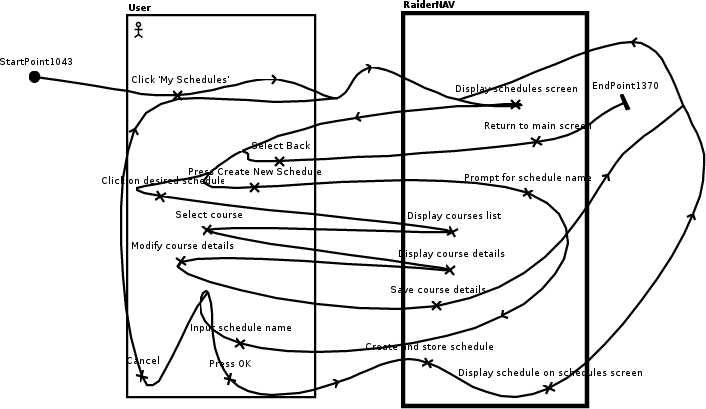 User
RaiderNAV
StartPoint1043
Click 'My Schedules'
Display schedules screen
EndPoint1370
Return to main screen
Select Back
Press Create New Schedule
Click on desired schedule
Prompt for schedule name
Select course
Display courses list
Modify course details
Display course details
Save course details
Input schedule name
Create and store schedule
Cancel
Press OK
Display schedule on schedules screen